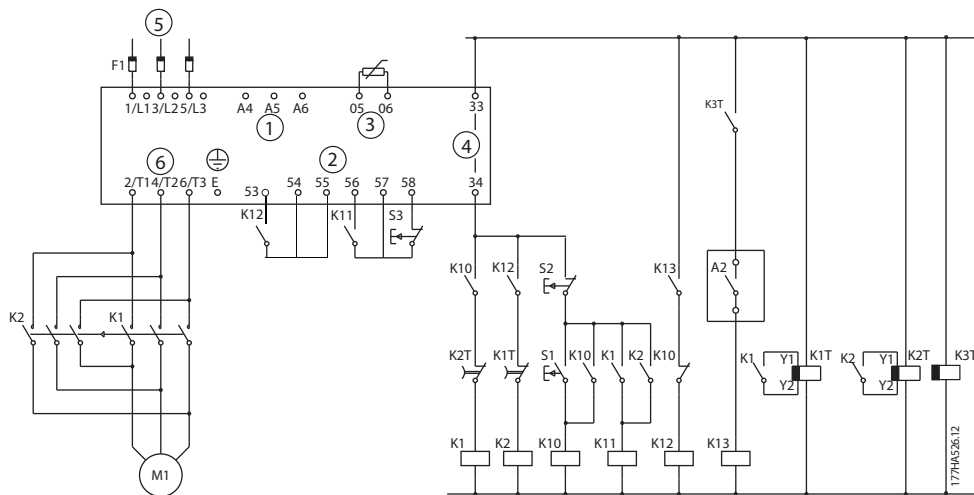 5
F1
1/L1 3/L2 5/L3 A4 A5 A6 05 06 33
1 3
6 2 4
2/T1 4/T2 6/T3 E 53 54 55 56 57 58 34
K12 K11 S3
K3T
K10 K12 S2 K13 A2
K2 K1
K2T K1T S1 K10 K1 K2 K10
K1 Y1 K1T K2 Y1 K2T K3T
Y2 Y2
K1 K2 K10 K11 K12 K13
M1
177HA526.12